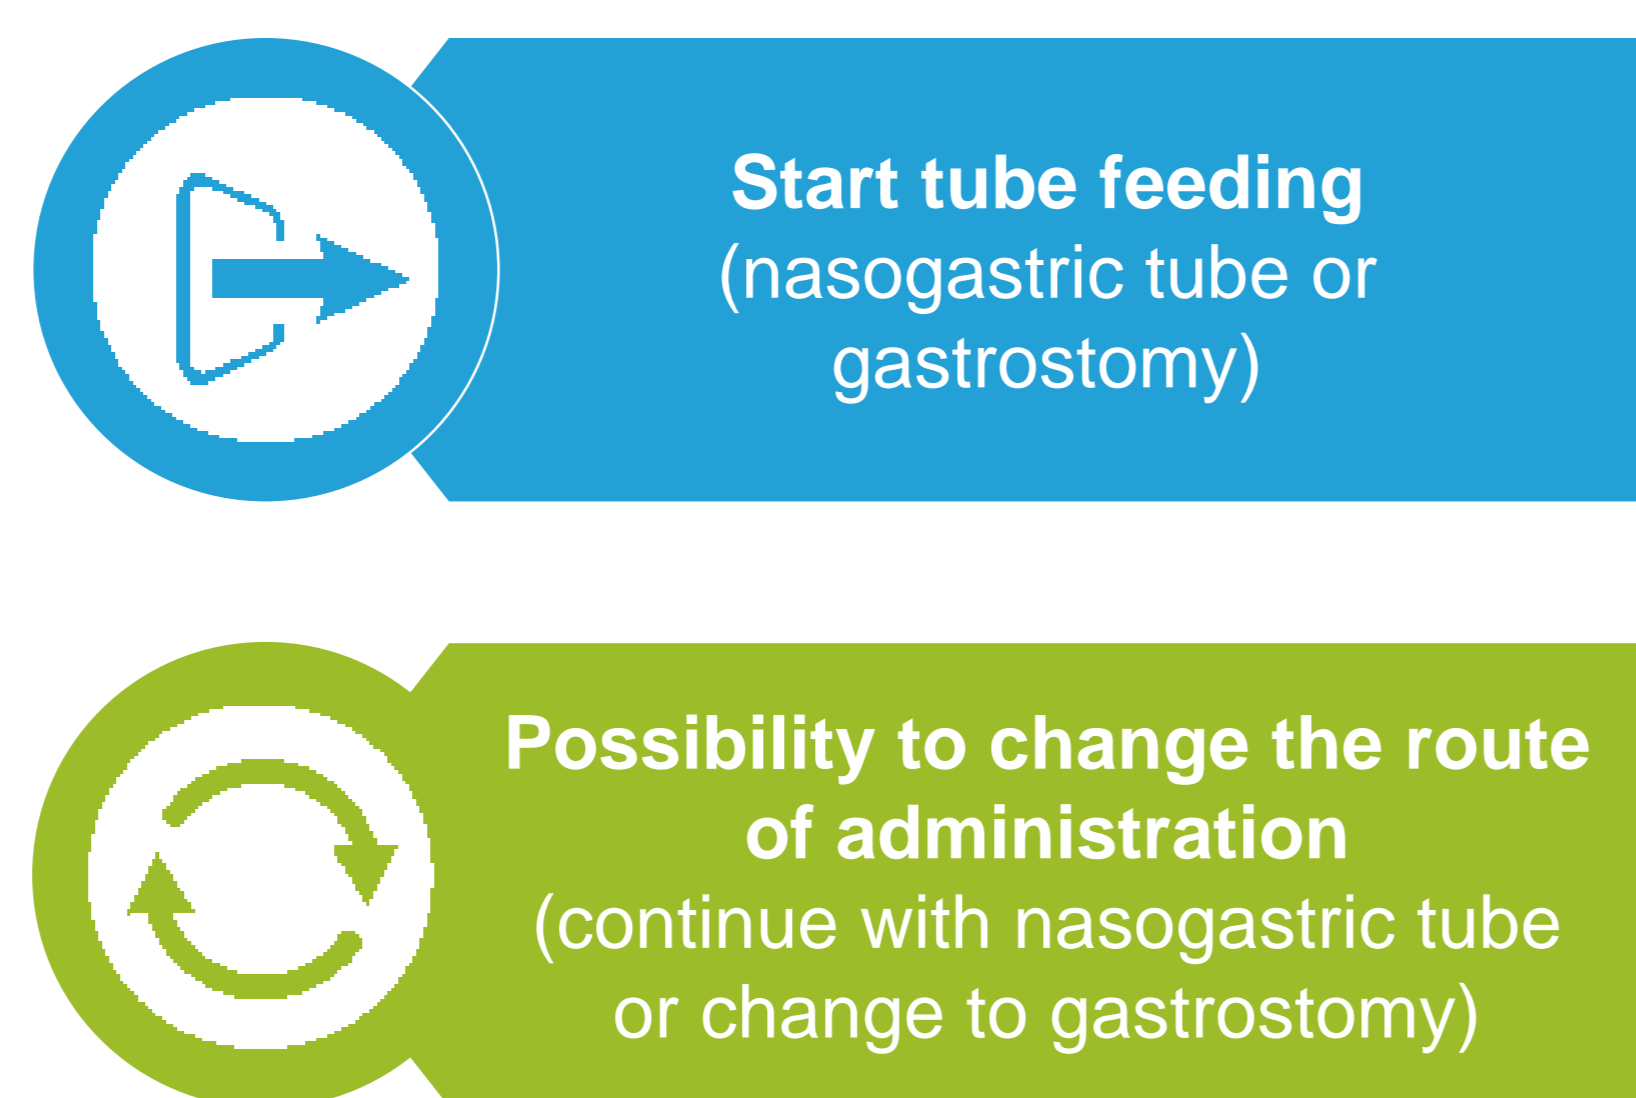 Start tube feeding
(nasogastric tube or
gastrostomy)
Possibility to change the route
of administration
(continue with nasogastric tube
or change to gastrostomy)